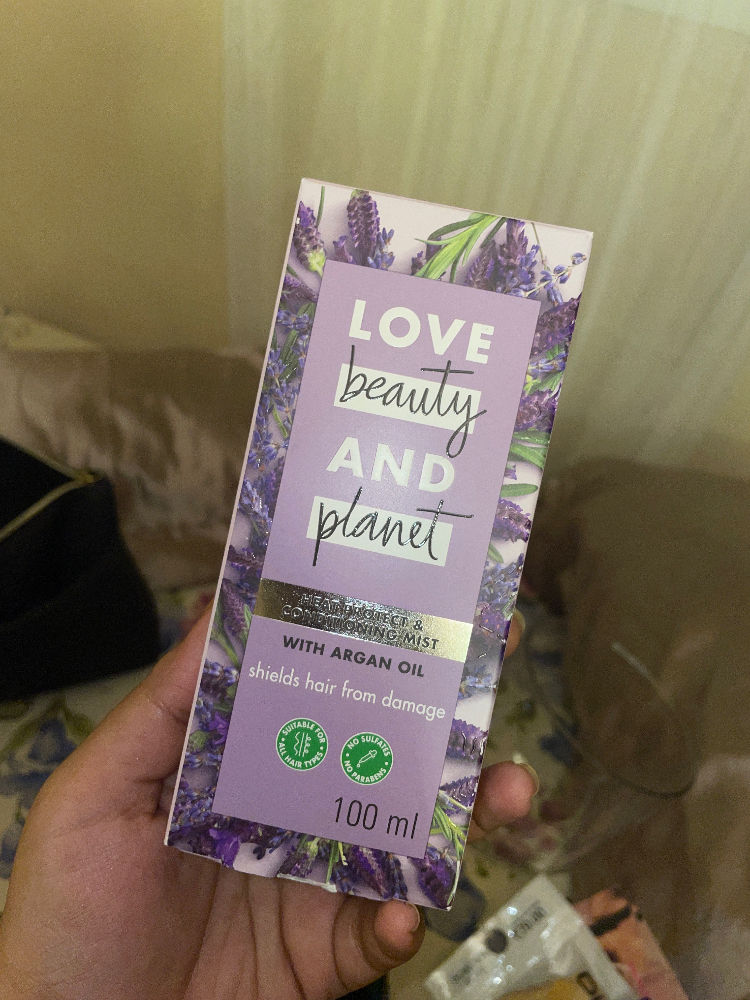 LOVE
beauty
AND
planet
HEAT PROTECT &
CONDITIONING MIST
WITH ARGAN OIL
shields hair from damage
SUITABLE FOR
ALL HAIR TYPES
NO SULFATES
NO PARABENS
100 ml